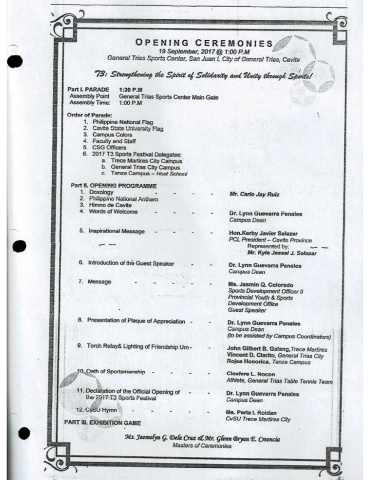 OPENING CEREMONIES
19 September, 2017 @ 1:00 P.M
General Trias Sports Center, San Juan I, City of General Trias, Cavite
"T3: Strengthening the Spirit of Solidarity and Unity through Sports!
Part I. PARADE 1:30 P.M
Assembly Point General Trias Sports Center Main Gate
Assembly Time: 1:00 P.M
Order of Parade:
1. Philippine National Flag
2. Cavite State University Flag
3. Campus Colors
4. Faculty and Staff
5. CSG Officers
6. 2017 T3 Sports Festival Delegates:
a. Trece Martires City Campus
b. General Trias City Campus
c. Tanza Campus – Host School
Part II. OPENING PROGRAMME
1. Doxology - - - - Mr. Carlo Jay Ruiz
2. Philippine National Anthem
3. Himno de Cavite
4. Words of Welcome - - - Dr. Lynn Guevarra Penales
Campus Dean
5. Inspirational Message - - - Hon.Kerby Javier Salazar
PCL President – Cavite Province
Represented by:
Mr. Kyle Jessel J. Salazar
6. Introduction of the Guest Speaker - - Dr. Lynn Guevarra Penales
Campus Dean
7. Message - - - - Ms. Jasmin Q. Colorado
Sports Development Officer II
Provincial Youth & Sports
Development Office
Guest Speaker
8. Presentation of Plaque of Appreciation - - Dr. Lynn Guevarra Penales
Campus Dean
(to be assisted by Campus Coordinators)
9. Torch Relay& Lighting of Friendship Urn - John Gilbert B. Gatang, Trece Martires
Vincent D. Clarito, General Trias City
Rojea Honorica, Tanza Campus
10. Oath of Sportsmanship - - - Cleofere L. Nocon
Athlete, General Trias Table Tennis Team
11. Declaration of the Official Opening of - Dr. Lynn Guevarra Penales
the 2017 T3 Sports Festival Campus Dean
12. CvSU Hymn - - - - Ms. Perla I. Roldan
CvSU Trece Martires City
PART III. EXHIBITION GAME
Ms. Jasmelyn G. Dela Cruz & Mr. Glenn Bryan E. Creencia
Masters of Ceremonies